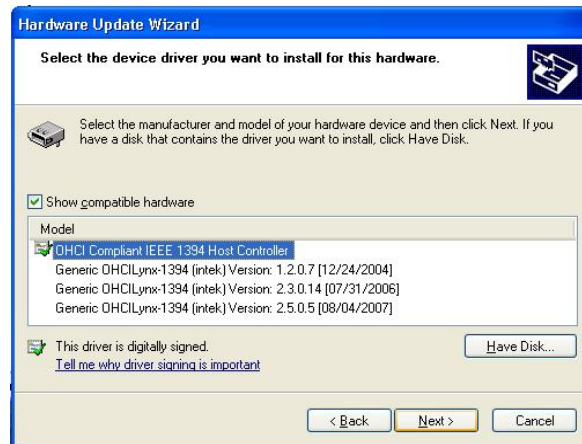 Hardware Update Wizard
Select the device driver you want to install for this hardware.
Select the manufacturer and model of your hardware device and then click Next. If you
have a disk that contains the driver you want to install, click Have Disk.
Show compatible hardware
Model
OHCI Compliant IEEE 1394 Host Controller
Generic OHCILynx-1394 (intek) Version: 1.2.0.7 [12/24/2004]
Generic OHCILynx-1394 (intek) Version: 2.3.0.14 [07/31/2006]
Generic OHCILynx-1394 (intek) Version: 2.5.0.5 [08/04/2007]
This driver is digitally signed.
Have Disk...
Tell me why driver signing is important
< Back Next > Cancel